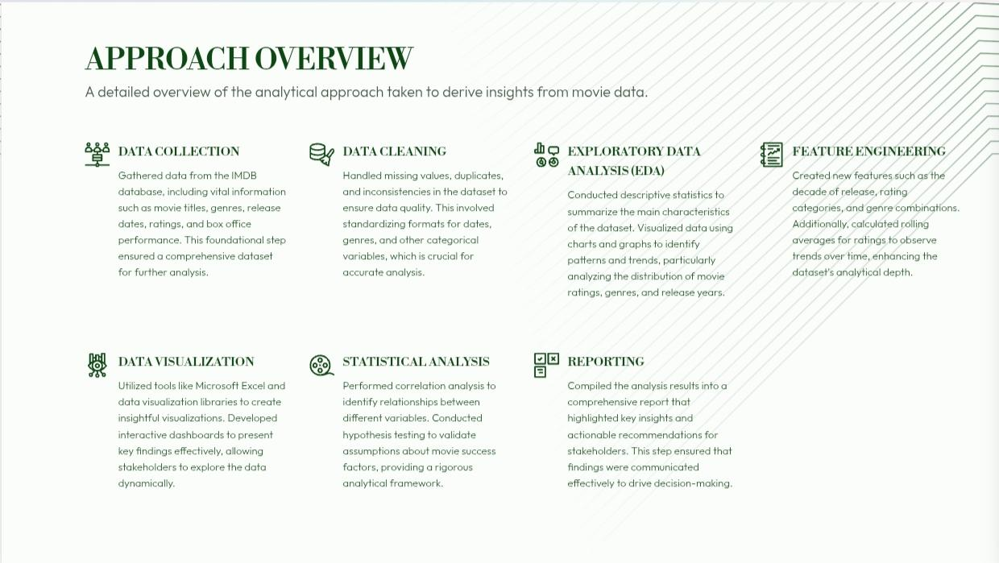 APPROACH OVERVIEW
A detailed overview of the analytical approach taken to derive insights from movie data.
DATA COLLECTION
Gathered data from the IMDB
database, including vital information
such as movie titles, genres, release
dates, ratings, and box office
performance. This foundational step
ensured a comprehensive dataset
for further analysis.
DATA CLEANING
Handled missing values, duplicates,
and inconsistencies in the dataset to
ensure data quality. This involved
standardizing formats for dates,
genres, and other categorical
variables, which is crucial for
accurate analysis.
EXPLORATORY DATA
ANALYSIS (EDA)
Conducted descriptive statistics to
summarize the main characteristics
of the dataset. Visualized data using
charts and graphs to identify
patterns and trends, particularly
analyzing the distribution of movie
ratings, genres, and release years.
FEATURE ENGINEERING
Created new features such as the
decade of release, rating
categories, and genre combinations.
Additionally, calculated rolling
averages for ratings to observe
trends over time, enhancing the
dataset's analytical depth.
DATA VISUALIZATION
Utilized tools like Microsoft Excel and
data visualization libraries to create
insightful visualizations. Developed
interactive dashboards to present
key findings effectively, allowing
stakeholders to explore the data
dynamically.
STATISTICAL ANALYSIS
Performed correlation analysis to
identify relationships between
different variables. Conducted
hypothesis testing to validate
assumptions about movie success
factors, providing a rigorous
analytical framework.
REPORTING
Compiled the analysis results into a
comprehensive report that
highlighted key insights and
actionable recommendations for
stakeholders. This step ensured that
findings were communicated
effectively to drive decision-making.